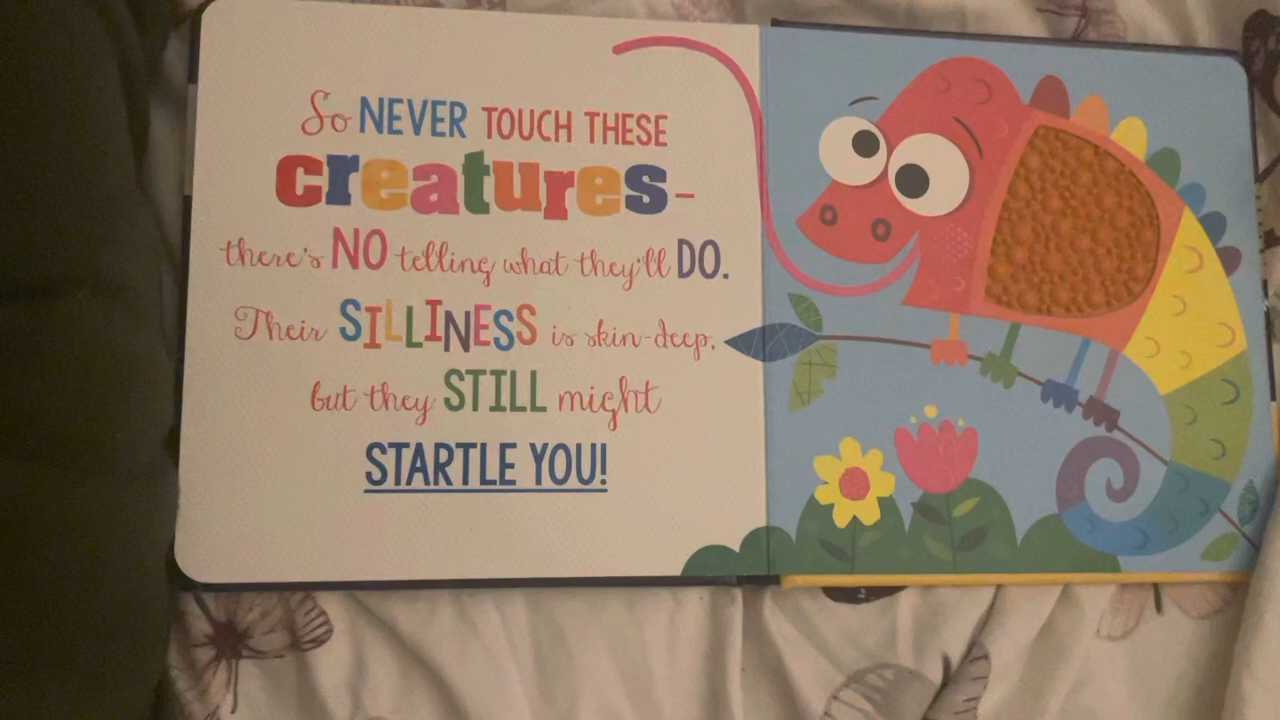 So NEVER TOUCH THESE
creatures-
there's NO telling what they'll DO.
Their SILLINESS is skin-deep,
but they STILL might
STARTLE YOU!